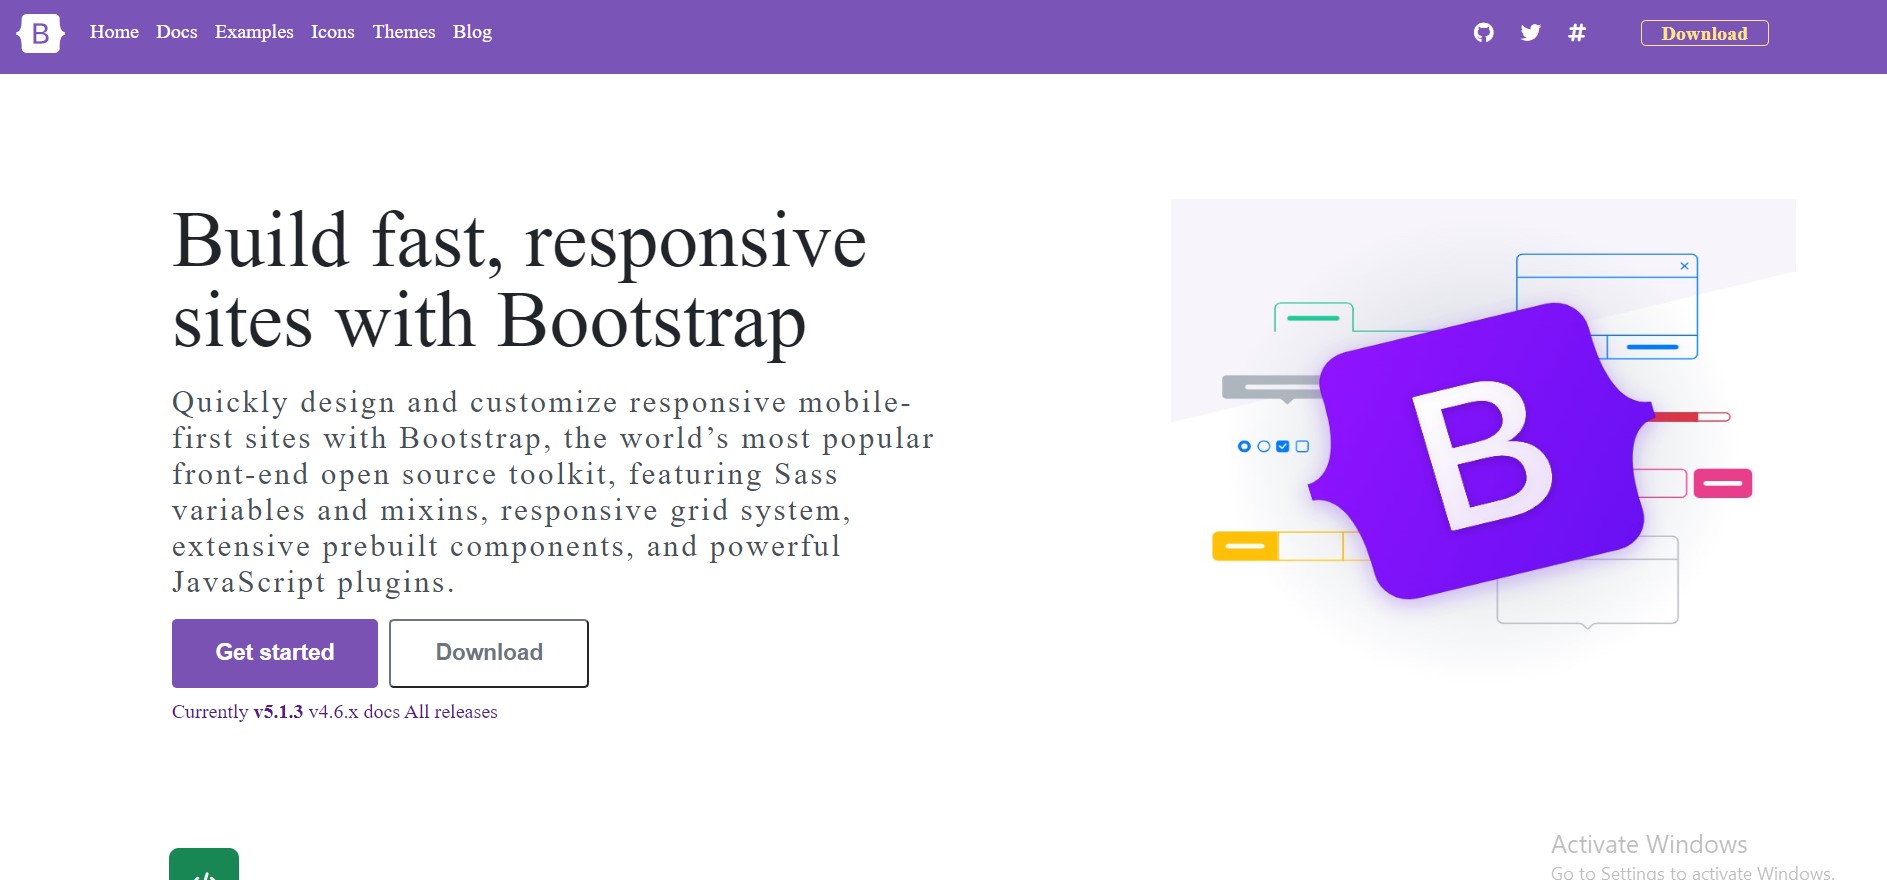 B Home Docs Examples Icons Themes Blog # Download
Build fast, responsive
sites with Bootstrap
Quickly design and customize responsive mobile-
first sites with Bootstrap, the world’s most popular
front-end open source toolkit, featuring Sass
variables and mixins, responsive grid system,
extensive prebuilt components, and powerful
JavaScript plugins.
Get started Download
Currently v5.1.3 v4.6.x docs All releases
B
Activate Windows
Go to Settings to activate Windows.